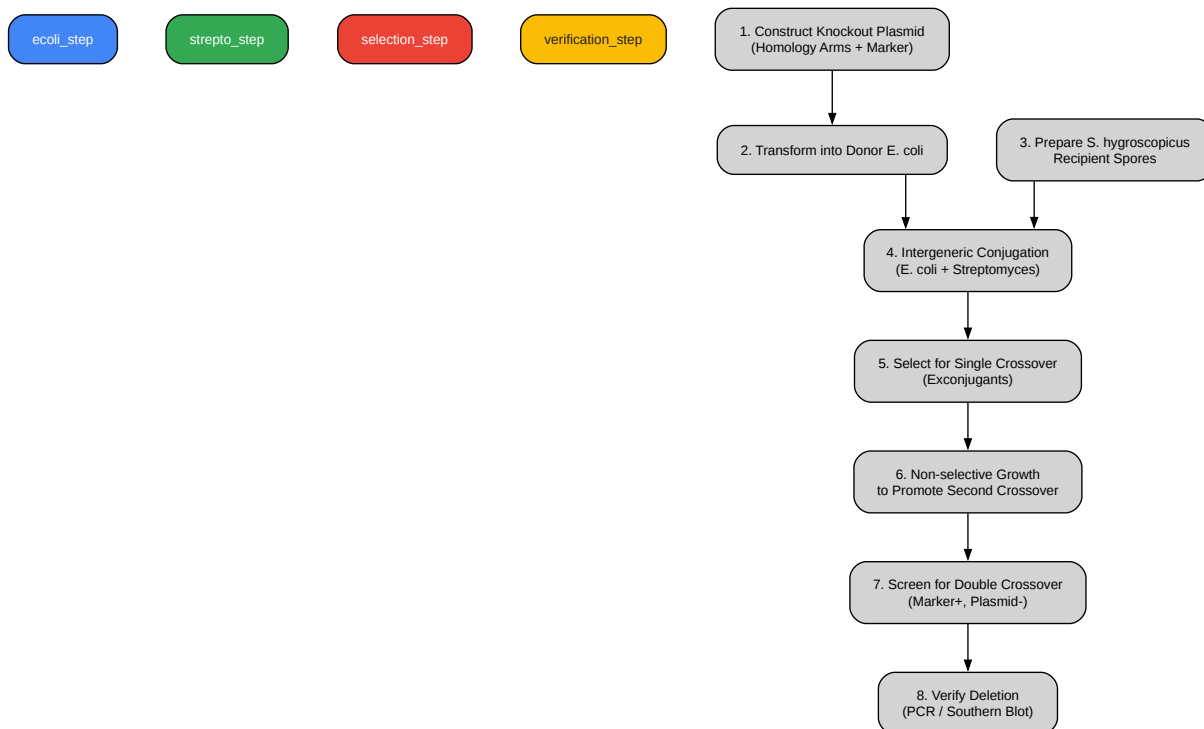 ecoli_step
strepto_step
selection_step
verification_step
1. Construct Knockout Plasmid
(Homology Arms + Marker)
2. Transform into Donor E. coli
3. Prepare S. hygroscopicus
Recipient Spores
4. Intergeneric Conjugation
(E. coli + Streptomyces)
5. Select for Single Crossover
(Exconjugants)
6. Non-selective Growth
to Promote Second Crossover
7. Screen for Double Crossover
(Marker+, Plasmid-)
8. Verify Deletion
(PCR / Southern Blot)